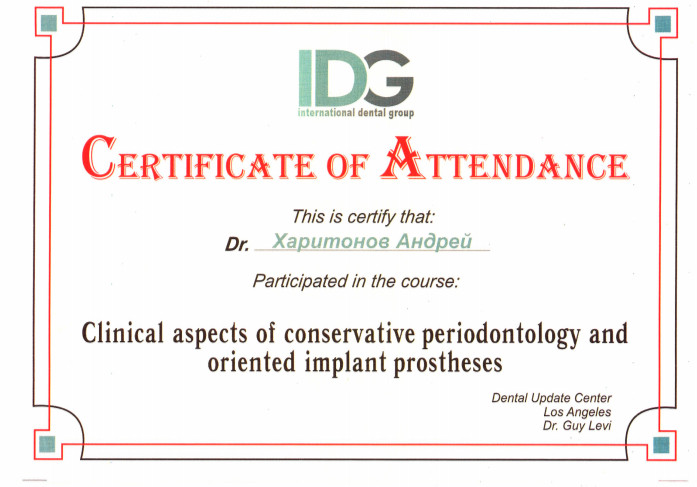 IDG
international dental group
CERTIFICATE OF ATTENDANCE
This is certify that:
Dr. Харитонов Андрей
Participated in the course:
Clinical aspects of conservative periodontology and
oriented implant prostheses
Dental Update Center
Los Angeles
Dr. Guy Levi